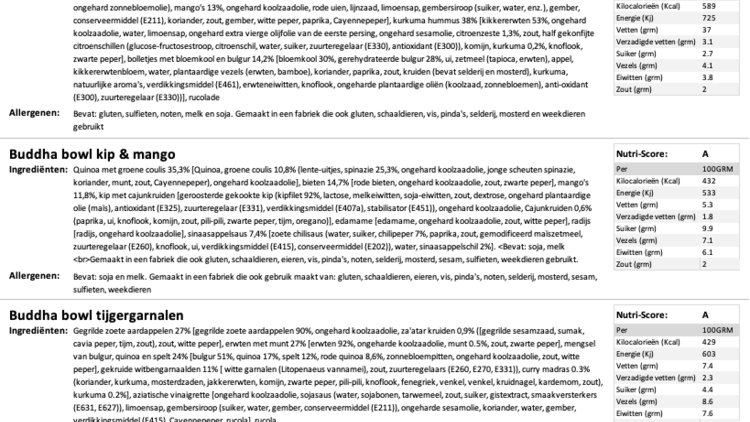 ongehard zonnebloemolie], mango's 13%, ongehard koolzaadolie, rode uien, lijnzaad, limoensap, gembersiroop (suiker, water, enz.), gember,
conserveermiddel (E211), koriander, zout, gember, witte peper, paprika, Cayennepeper], kurkuma hummus 38% [kikkererwten 53%, ongehard
koolzaadolie, water, limoensap, ongehard extra vierge olijfolie van de eerste persing, ongehard sesamolie, citroenzeste 1,3%, zout, half gekonfijte
citroenschillen (glucose-fructosestroop, citroenschil, water, suiker, zuurteregelaar (E330), antioxidant (E300)), komijn, kurkuma 0,2%, knoflook,
zwarte peper], bolletjes met bloemkool en bulgur 14,2% [bloemkool 30%, gerehydrateerde bulgur 28%, ui, zetmeel (tapioca, erwten), appel,
kikkererwtenbloem, water, plantaardige vezels (erwten, bamboe), koriander, paprika, zout, kruiden (bevat selderij en mosterd), kurkuma,
natuurlijke aroma's, verdikkingsmiddel (E461), erwteneiwitten, knoflook, ongeharde plantaardige oliën (koolzaad, zonnebloemen), anti-oxidant
(E300), zuurteregelaar (E330))], rucolade
Allergenen: Bevat: gluten, sulfieten, noten, melk en soja. Gemaakt in een fabriek die ook gluten, schaaldieren, vis, pinda's, selderij, mosterd en weekdieren
gebruikt
Kilocalorieën (Kcal) 589
Energie (Kj) 725
Vetten (grm) 37
Verzadigde vetten (grm) 3.1
Suiker (grm) 2.7
Vezels (grm) 4.1
Eiwitten (grm) 3.8
Zout (grm) 2
Buddha bowl kip & mango
Ingrediënten: Quinoa met groene coulis 35,3% [Quinoa, groene coulis 10,8% (lente-uitjes, spinazie 25,3%, ongehard koolzaadolie, jonge scheuten spinazie,
koriander, munt, zout, Cayennepeper), ongehard koolzaadolie], bieten 14,7% [rode bieten, ongehard koolzaadolie, zout, zwarte peper], mango's
11,8%, kip met cajunkruiden [geroosterde gekookte kip (kipfilet 92%, lactose, melkeiwitten, soja-eiwitten, zout, dextrose, ongehard plantaardige
olie (maïs), antioxidant (E325), zuurteregelaar (E331), verdikkingsmiddel (E407a), stabilisator (E451)), ongehard koolzaadolie, Cajunkruiden 0,6%
(paprika, ui, knoflook, komijn, zout, pili-pili, zwarte peper, tijm, oregano)], edamame [edamame, ongehard koolzaadolie, zout, witte peper], radijs
[radijs, ongehard koolzaadolie], sinaasappelsaus 7,4% [zoete chilisaus (water, suiker, chilipeper 7%, paprika, zout, gemodificeerd maïszetmeel,
zuurteregelaar (E260), knoflook, ui, verdikkingsmiddel (E415), conserveermiddel (E202)), water, sinaasappelschil 2%]. <Bevat: soja, melk
<br>Gemaakt in een fabriek die ook gluten, schaaldieren, eieren, vis, pinda's, noten, selderij, mosterd, sesam, sulfieten, weekdieren gebruikt.
Allergenen: Bevat: soja en melk. Gemaakt in een fabriek die ook gebruik maakt van: gluten, schaaldieren, eieren, vis, pinda's, noten, selderij, mosterd, sesam,
sulfieten, weekdieren
Nutri-Score: A
Per 100GRM
Kilocalorieën (Kcal) 432
Energie (Kj) 533
Vetten (grm) 5.3
Verzadigde vetten (grm) 1.8
Suiker (grm) 9.9
Vezels (grm) 7.1
Eiwitten (grm) 6.1
Zout (grm) 2
Buddha bowl tijgergarnalen
Ingrediënten: Gegrilde zoete aardappelen 27% [gegrilde zoete aardappelen 90%, ongehard koolzaadolie, za'atar kruiden 0,9% ([gegrilde sesamzaad, sumak,
cavia peper, tijm, zout), zout, witte peper], erwten met munt 27% [erwten 92%, ongehard koolzaadolie, munt 0.5%, zout, zwarte peper], mengsel
van bulgur, quinoa en spelt 24% [bulgur 51%, quinoa 17%, spelt 12%, rode quinoa 8,6%, zonnebloempitten, ongehard koolzaadolie, zout, witte
peper], gekruide witbengarnalen 11% [ witte garnalen (Litopenaeus vannamei), zout, zuurteregelaars (E260, E270, E331)), curry madras 0.3%
(koriander, kurkuma, mosterdzaden, jakkererwten, komijn, zwarte peper, pili-pili, knoflook, fenegriek, venkel, venkel, kruidnagel, kardemom, zout),
kurkuma 0.2%], aziatische vinaigrette [ongehard koolzaadolie, sojasaus (water, sojabonen, tarwemeel, zout, suiker, gistextract, smaakversterkers
(E631, E627)), limoensap, gembersiroop (suiker, water, gember, conserveermiddel (E211)), ongeharde sesamolie, koriander, water, gember,
verdikkingsmiddel (E415), Cayennepeper, rucola], rucola
Nutri-Score: A
Per 100GRM
Kilocalorieën (Kcal) 429
Energie (Kj) 603
Vetten (grm) 7.4
Verzadigde vetten (grm) 2.3
Suiker (grm) 4.4
Vezels (grm) 8.6
Eiwitten (grm) 7.6